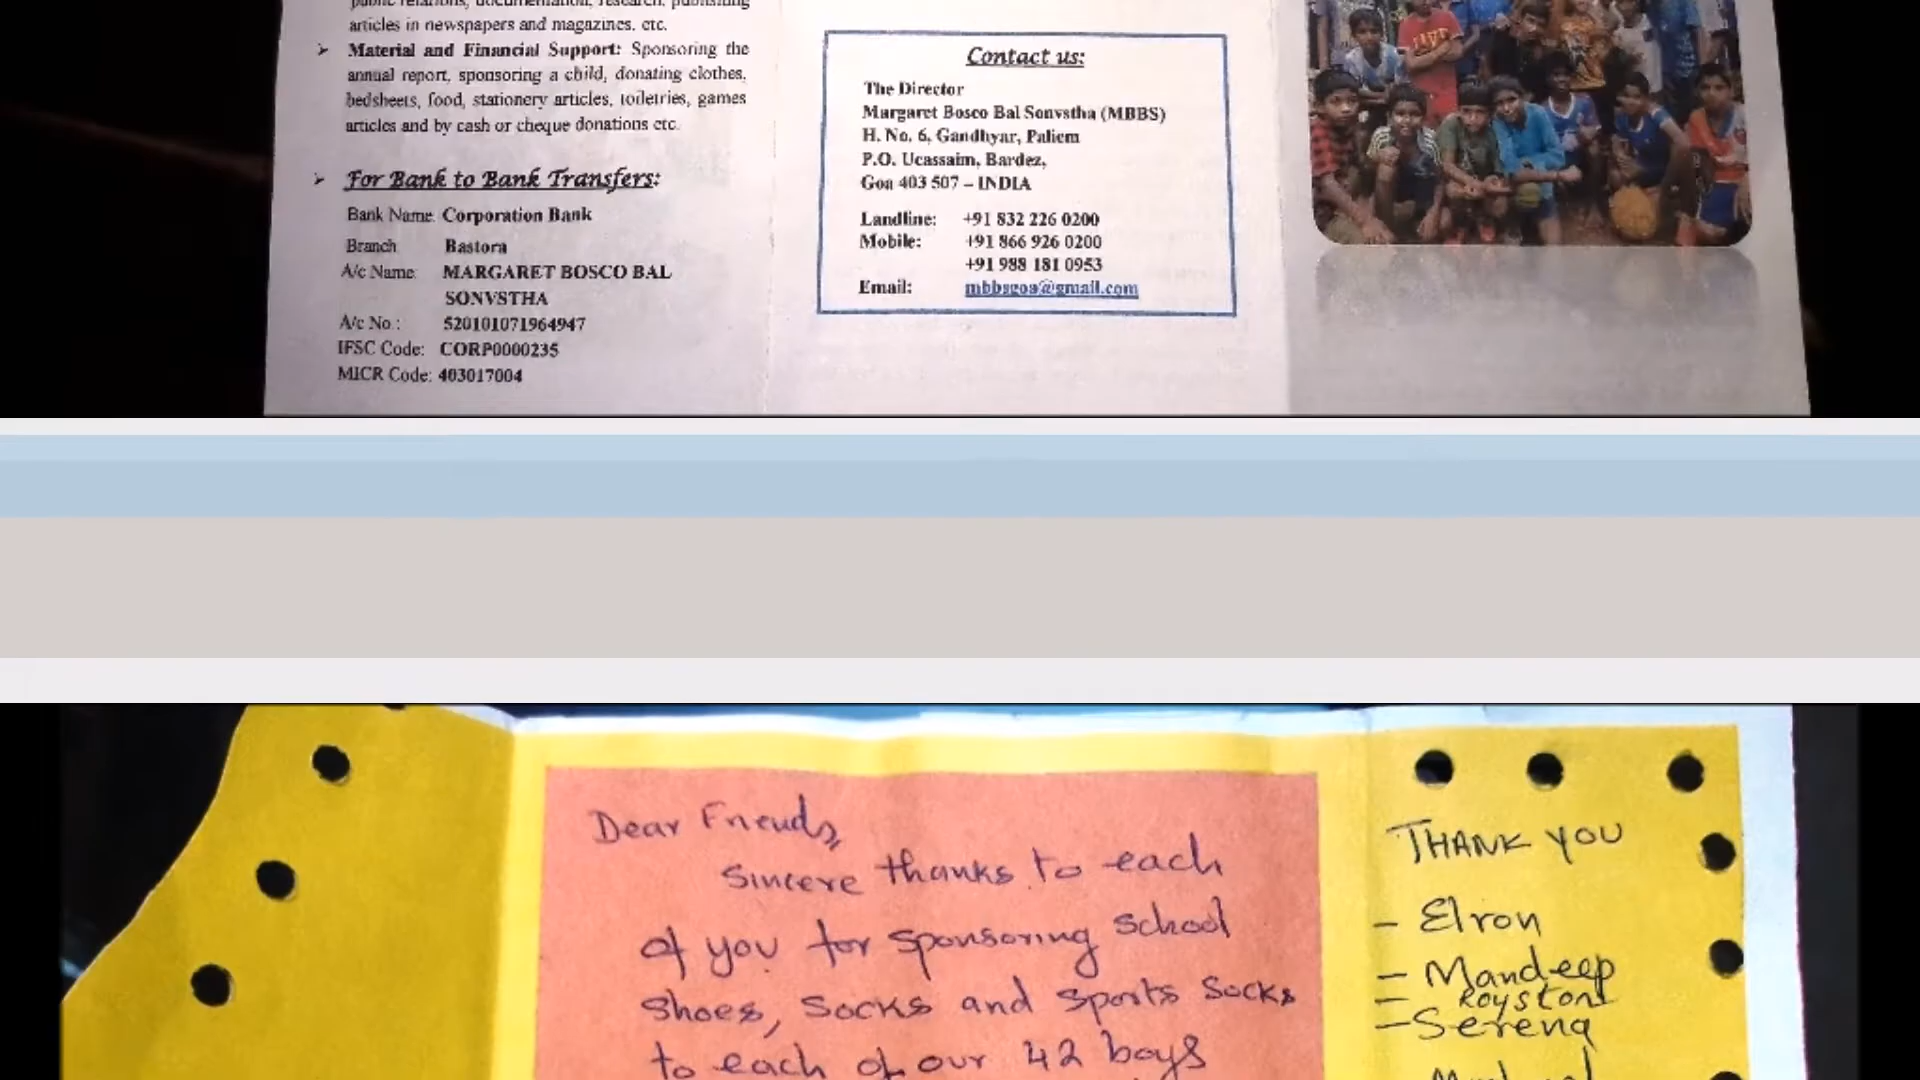 public relations, documentation, research, publishing
articles in newspapers and magazines, etc.
➢ Material and Financial Support: Sponsoring the
annual report, sponsoring a child, donating clothes,
bedsheets, food, stationery articles, toiletries, games
articles and by cash or cheque donations etc.
➢ For Bank to Bank Transfers:
Bank Name: Corporation Bank
Branch Bastora
A/c Name: MARGARET BOSCO BAL
SONVSTHA
A/c No.: 520101071964947
IFSC Code: CORP0000235
MICR Code: 403017004
Contact us:
The Director
Margaret Bosco Bal Sonvstha (MBBS)
H. No. 6, Gandhyar, Paliem
P.O. Ucassaim, Bardez,
Goa 403 507 – INDIA
Landline: +91 832 226 0200
Mobile: +91 866 926 0200
+91 988 181 0953
Email: mbbsgoa@gmail.com
Dear Friends,
Sincere thanks to each
of you for sponsoring school
shoes, socks and sports socks
to each of our 42 boys
THANK YOU
- Elron
- Mandeep
- Royston
- Serena